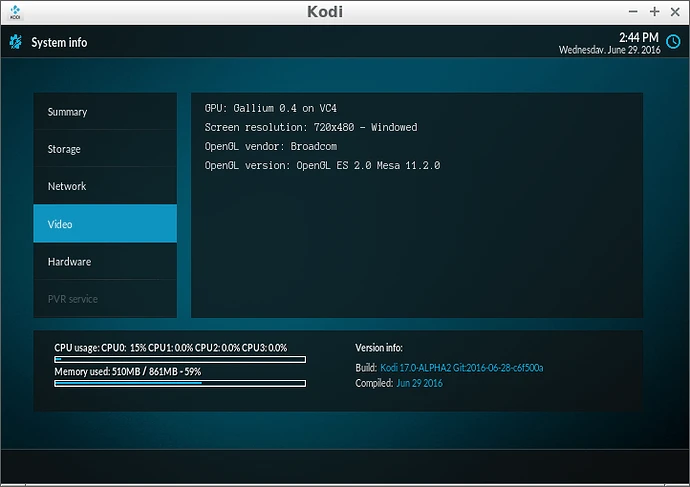 Kodi
KODI
System info
2:44 PM
Wednesday, June 29, 2016
Summary
Storage
Network
Video
Hardware
PVR service
GPU: Gallium 0.4 on VC4
Screen resolution: 720x480 - Windowed
OpenGL vendor: Broadcom
OpenGL version: OpenGL ES 2.0 Mesa 11.2.0
CPU usage: CPU0: 15% CPU1: 0.0% CPU2: 0.0% CPU3: 0.0%
Memory used: 510MB / 861MB - 59%
Version info:
Build: Kodi 17.0-ALPHA2 Git:2016-06-28-c6f500a
Compiled: Jun 29 2016